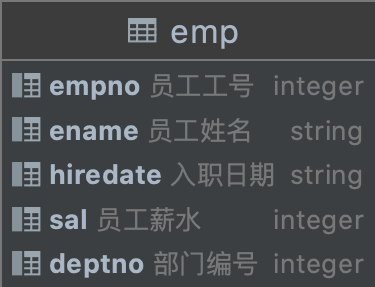 emp
empno 员工工号 integer
ename 员工姓名 string
hiredate 入职日期 string
sal 员工薪水 integer
deptno 部门编号 integer